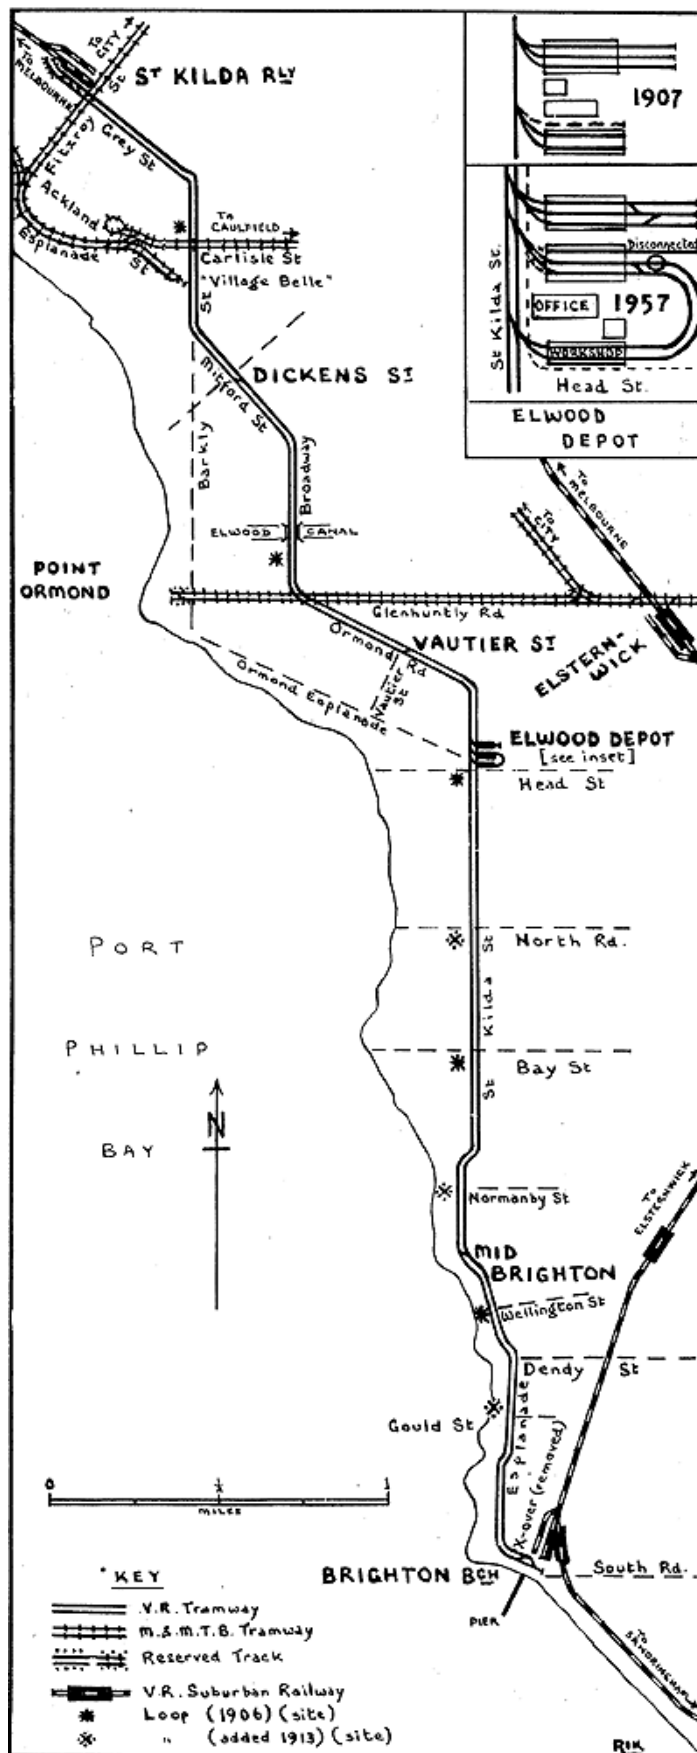 TO CITY
TO MELBOURNE
ST KILDA RLY
Fitzroy St
Grey St
Ackland St
Esplanade
TO CAULFIELD
Carlisle St
"Village Belle"
St
Mitford St
DICKENS ST
Barkly
Broadway
ELWOOD CANAL
POINT
ORMOND
Glenhuntly Rd
Ormond Rd
VAUTIER ST
Vautier St
Ormond Esplanade
TO CITY
TO MELBOURNE
ELSTERN-
WICK
1907
Disconnected
OFFICE
1957
WORKSHOP
St Kilda St.
Head St.
ELWOOD
DEPOT
ELWOOD DEPOT
[see inset]
Head St
PORT
PHILLIP
BAY
N
North Rd.
St Kilda St
Bay St
Normanby St
TO ELSTERNWICK
MID
BRIGHTON
Wellington St
Dendy St
Gould St
Esplanade
X-over (removed)
0 ½ 1
MILES
BRIGHTON BCH
South Rd.
PIER
TO SANDRINGHAM
KEY
V.R. Tramway
M.&M.T.B. Tramway
Reserved Track
V.R. Suburban Railway
Loop (1906) (site)
" (added 1913) (site)
RIK